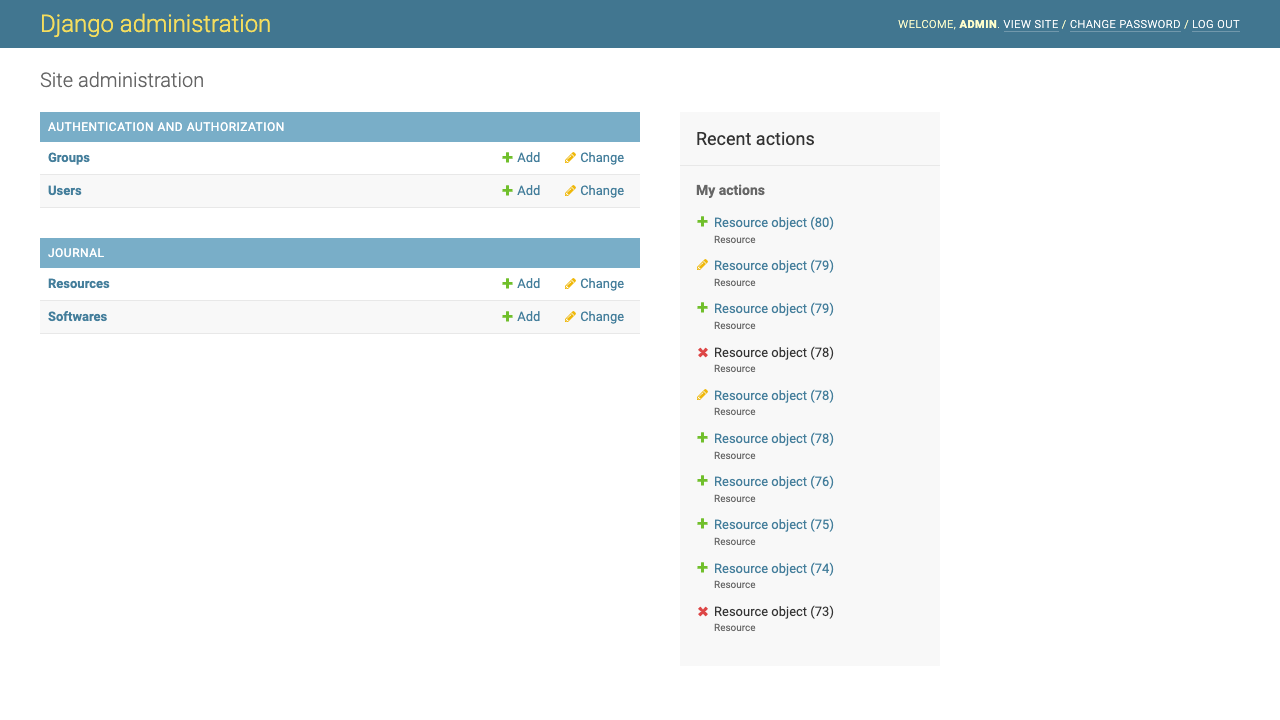 Django administration
WELCOME, ADMIN. VIEW SITE / CHANGE PASSWORD / LOG OUT
Site administration
AUTHENTICATION AND AUTHORIZATION
Groups Add Change
Users Add Change
JOURNAL
Resources Add Change
Softwares Add Change
Recent actions
My actions
Resource object (80)
Resource
Resource object (79)
Resource
Resource object (79)
Resource
Resource object (78)
Resource
Resource object (78)
Resource
Resource object (78)
Resource
Resource object (76)
Resource
Resource object (75)
Resource
Resource object (74)
Resource
Resource object (73)
Resource